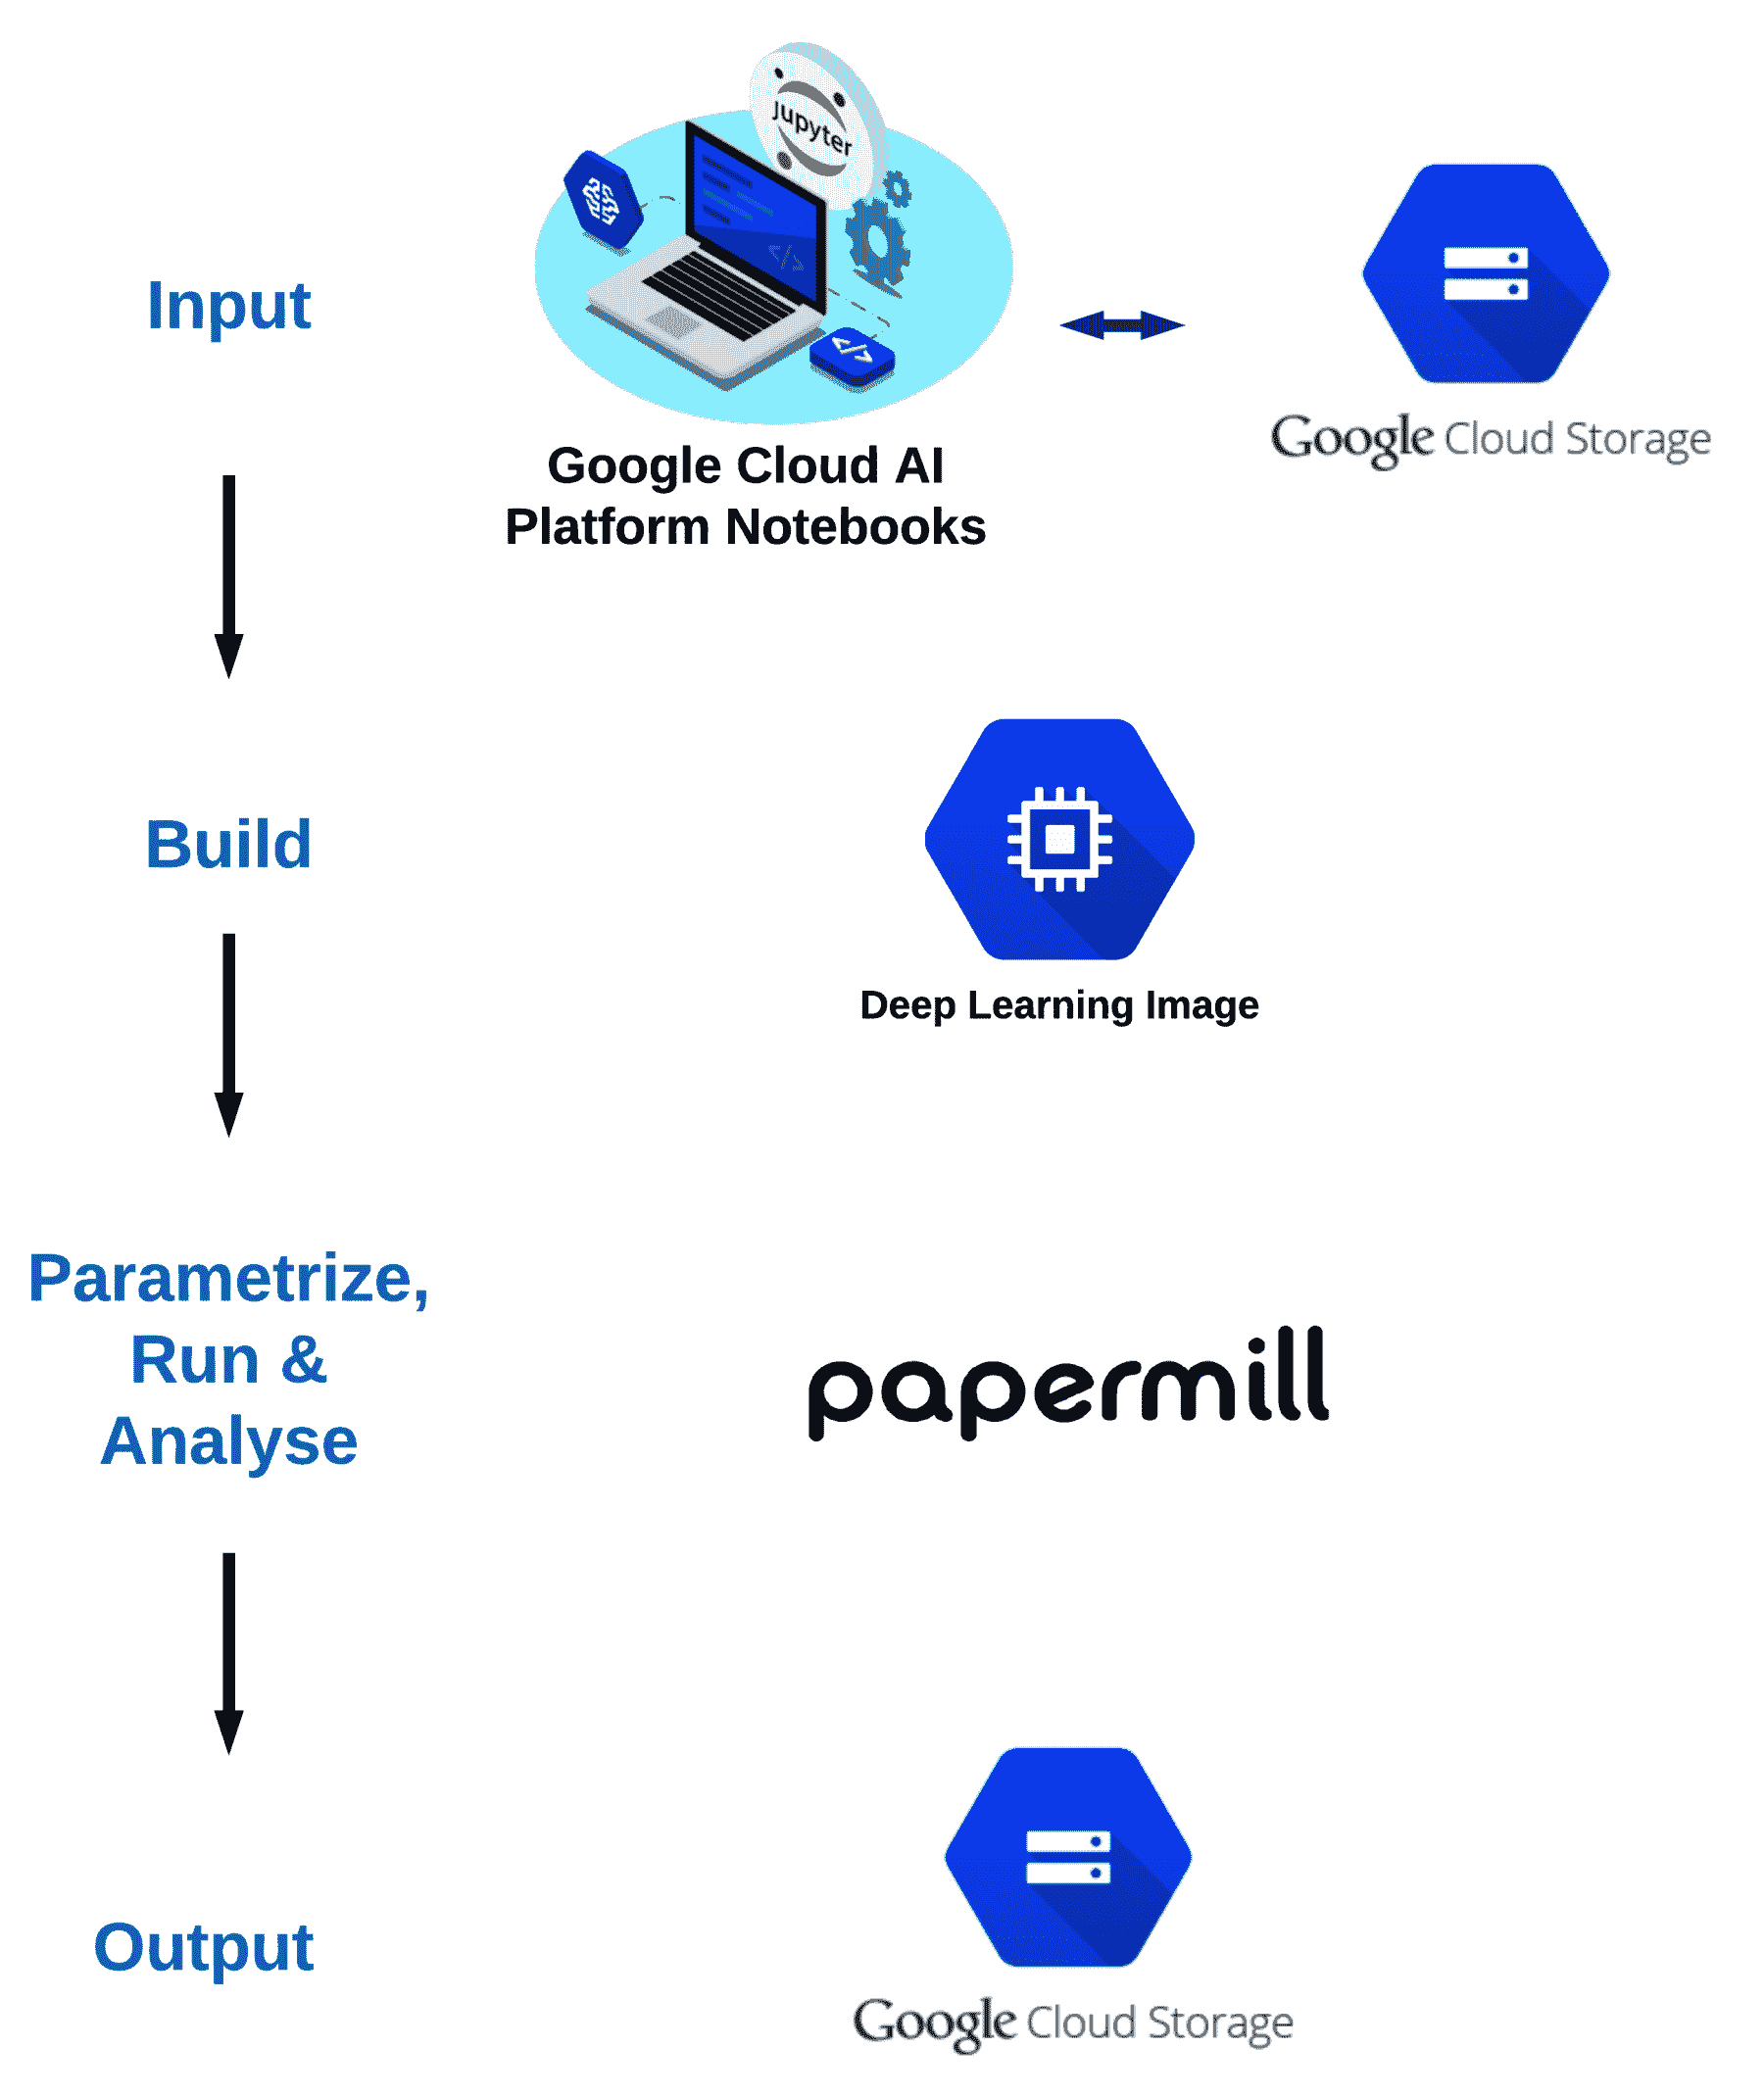 jupyter
Input
Google Cloud Storage
Google Cloud AI
Platform Notebooks
Build
Deep Learning Image
Parametrize,
Run &
Analyse
papermill
Output
Google Cloud Storage